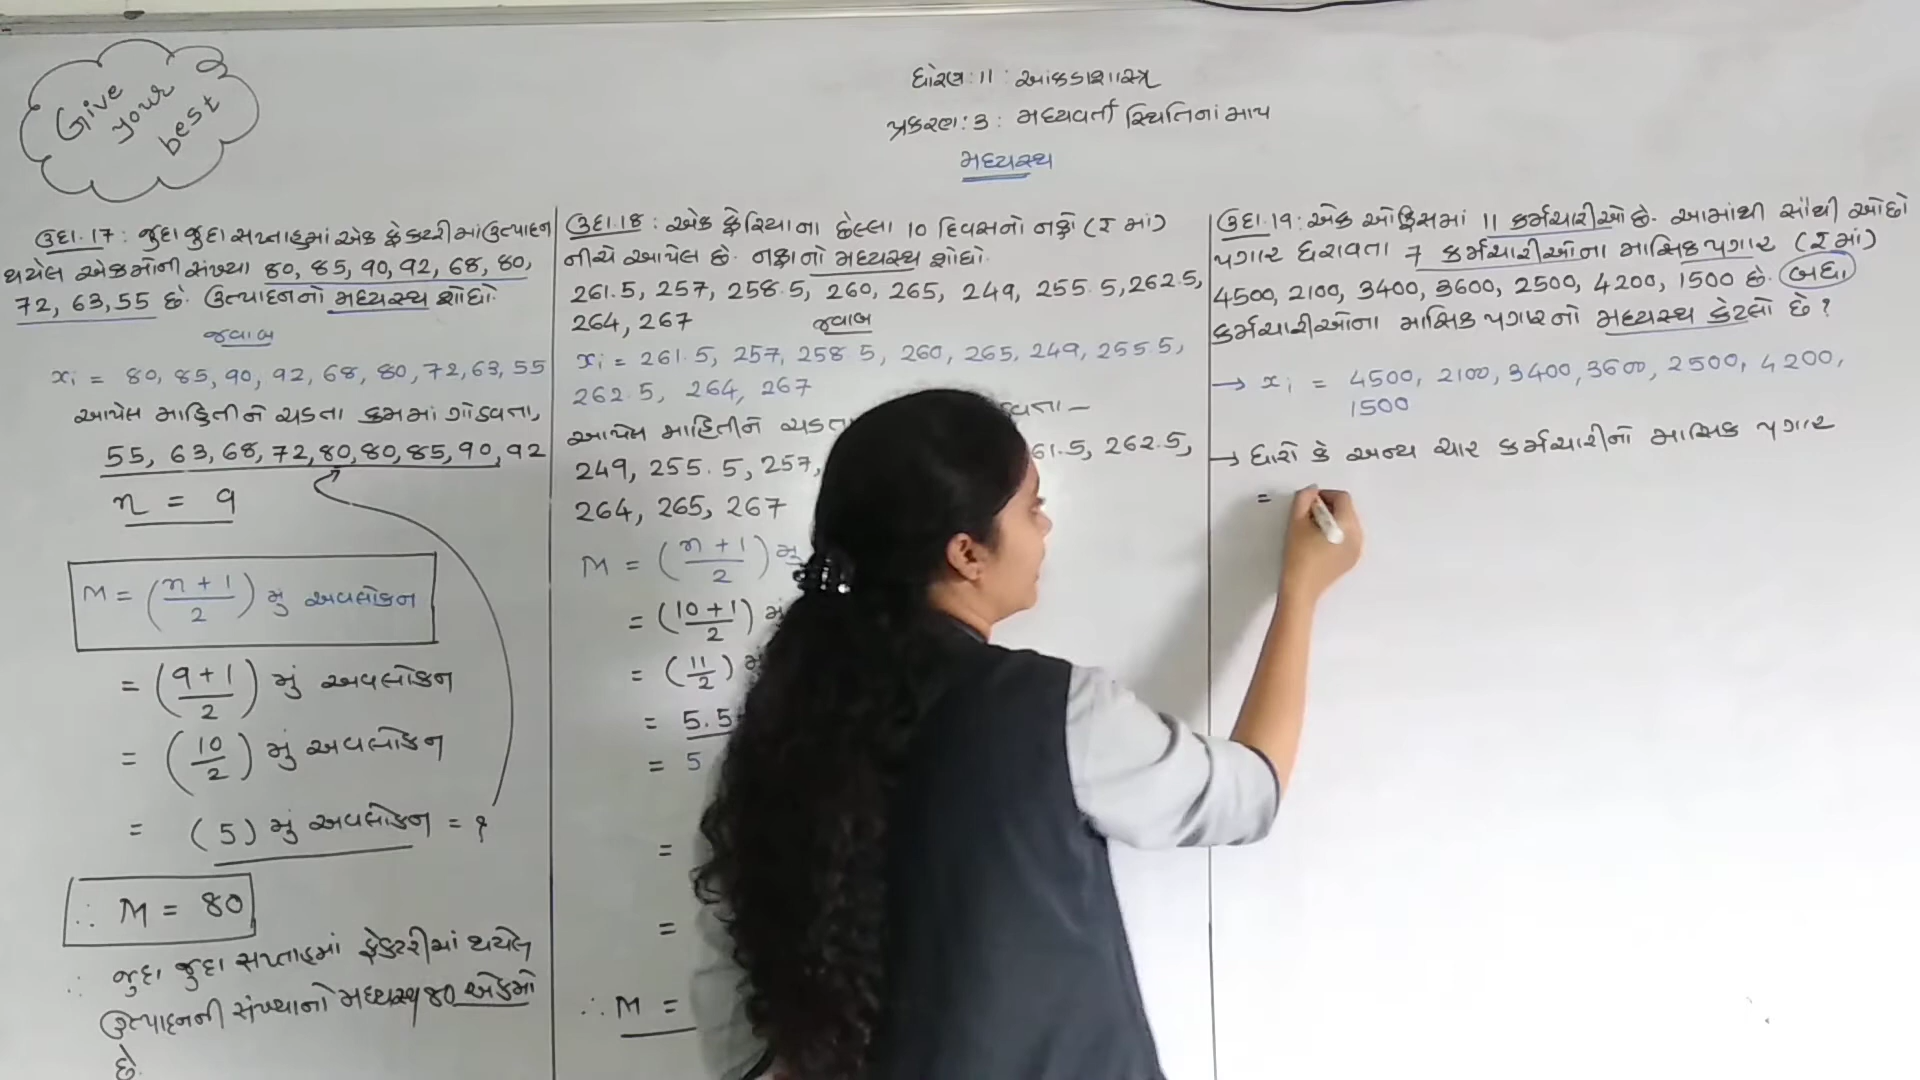 Give
your
best
ધોરણ : 11 : આંકડાશાસ્ત્ર
પ્રકરણ : 3 : મધ્યવર્તી સ્થિતિનાં માપ
મધ્યસ્થ
ઉદા. 17 : જુદા જુદા સપ્તાહમાં એક ફેક્ટરીમાં ઉત્પાદન
થયેલ એકમોની સંખ્યા 80, 85, 90, 92, 68, 80,
72, 63, 55 છે. ઉત્પાદનનો મધ્યસ્થ શોધો.
જવાબ
xi = 80, 85, 90, 92, 68, 80, 72, 63, 55
આપેલ માહિતીને ચડતા ક્રમમાં ગોઠવતા,
55, 63, 68, 72, 80, 80, 85, 90, 92
n = 9
M = (n + 1 / 2) મુ અવલોકન
= (9 + 1 / 2) મું અવલોકન
= (10 / 2) મું અવલોકન
= (5) મું અવલોકન = ?
∴ M = 80
∴ જુદા જુદા સપ્તાહમાં ફેક્ટરીમાં થયેલ
ઉત્પાદનની સંખ્યાનો મધ્યસ્થ 80 એકમો
છે.
ઉદા. 18 : એક ફેરિયાના છેલ્લા 10 દિવસનો નફો (₹ માં)
નીચે આપેલ છે. નફાનો મધ્યસ્થ શોધો.
261.5, 257, 258.5, 260, 265, 249, 255.5, 262.5,
264, 267
જવાબ
xi = 261.5, 257, 258.5, 260, 265, 249, 255.5,
262.5, 264, 267
આપેલ માહિતીને
249, 255.5, 257, 61.5, 262.5,
264, 265, 267
M = (n + 1 / 2) મુ
= (10 + 1 / 2)
= (11 / 2)
= 5.5
= 5
=
=
∴ M =
ઉદા. 19 : એક ઓફિસમાં 11 કર્મચારીઓ છે. આમાંથી સૌથી ઓછો
પગાર ધરાવતા 7 કર્મચારીઓના માસિક પગાર (₹ માં)
4500, 2100, 3400, 3600, 2500, 4200, 1500 છે. બધા
કર્મચારીઓના માસિક પગારનો મધ્યસ્થ કેટલો છે?
→ xi = 4500, 2100, 3400, 3600, 2500, 4200,
1500
→ ધારો કે અન્ય ચાર કર્મચારીનો માસિક પગાર
=